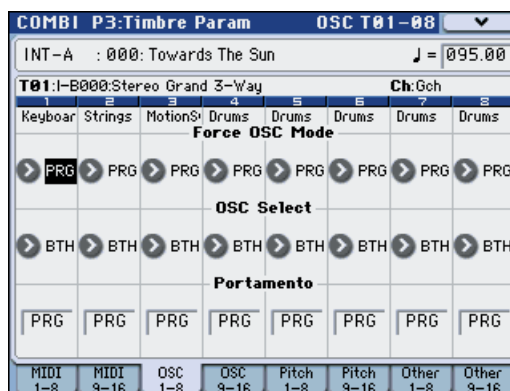 COMBI P3:Timbre Param OSC T01-08
INT-A : 000: Towards The Sun ♩= 095.00
T01:I-B000:Stereo Grand 3-Way Ch:Gch
1 2 3 4 5 6 7 8
Keyboar Strings MotionS Drums Drums Drums Drums Drums
Force OSC Mode
PRG PRG PRG PRG PRG PRG PRG PRG
OSC Select
BTH BTH BTH BTH BTH BTH BTH BTH
Portamento
PRG PRG PRG PRG PRG PRG PRG PRG
MIDI MIDI OSC OSC Pitch Pitch Other Other
1-8 9-16 1-8 9-16 1-8 9-16 1-8 9-16